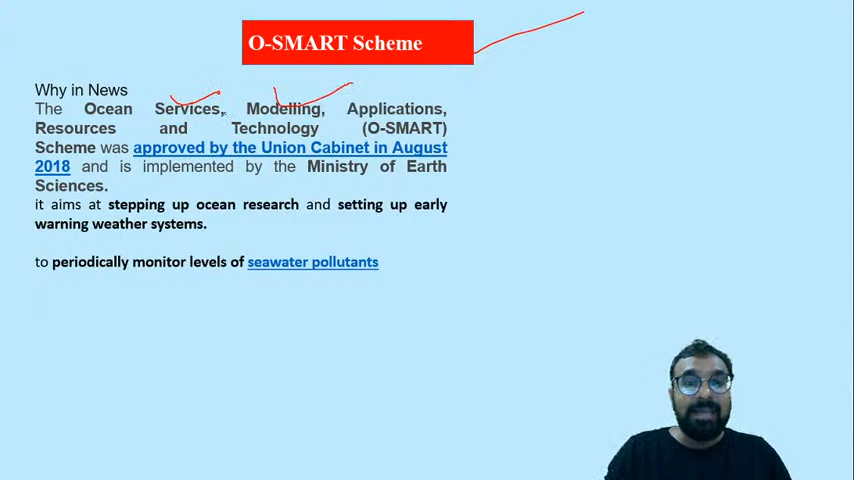 O-SMART Scheme
Why in News
The Ocean Services, Modelling, Applications,
Resources and Technology (O-SMART)
Scheme was approved by the Union Cabinet in August
2018 and is implemented by the Ministry of Earth
Sciences.
it aims at stepping up ocean research and setting up early
warning weather systems.
to periodically monitor levels of seawater pollutants